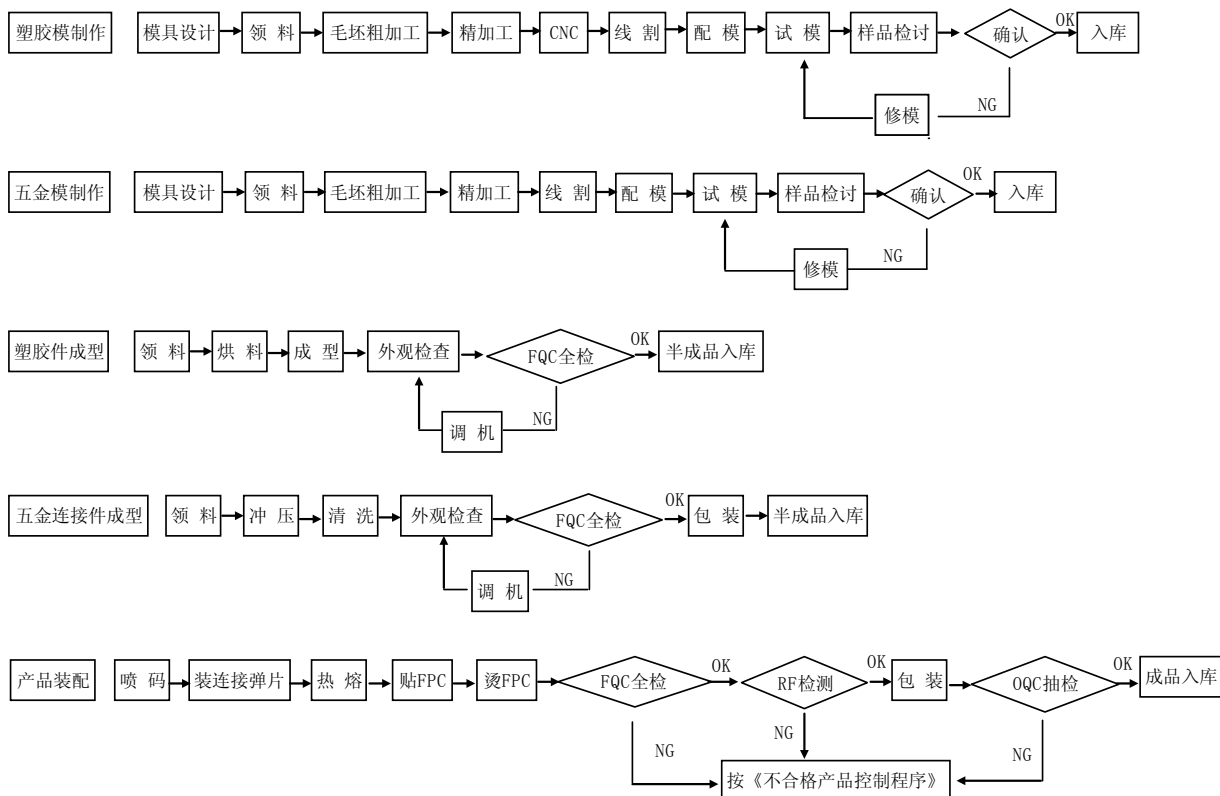 塑胶模制作 模具设计 领 料 毛坯粗加工 精加工 CNC 线 割 配 模 试 模 样品检讨 确认 OK 入库
修模 NG
五金模制作 模具设计 领 料 毛坯粗加工 精加工 线 割 配 模 试 模 样品检讨 确认 OK 入库
修模 NG
塑胶件成型 领 料 烘 料 成 型 外观检查 FQC全检 OK 半成品入库
调 机 NG
五金连接件成型 领 料 冲 压 清 洗 外观检查 FQC全检 OK 包 装 半成品入库
调 机 NG
产品装配 喷 码 装连接弹片 热 熔 贴FPC 烫FPC FQC全检 OK RF检测 OK 包 装 OQC抽检 OK 成品入库
NG NG NG
按《不合格产品控制程序》